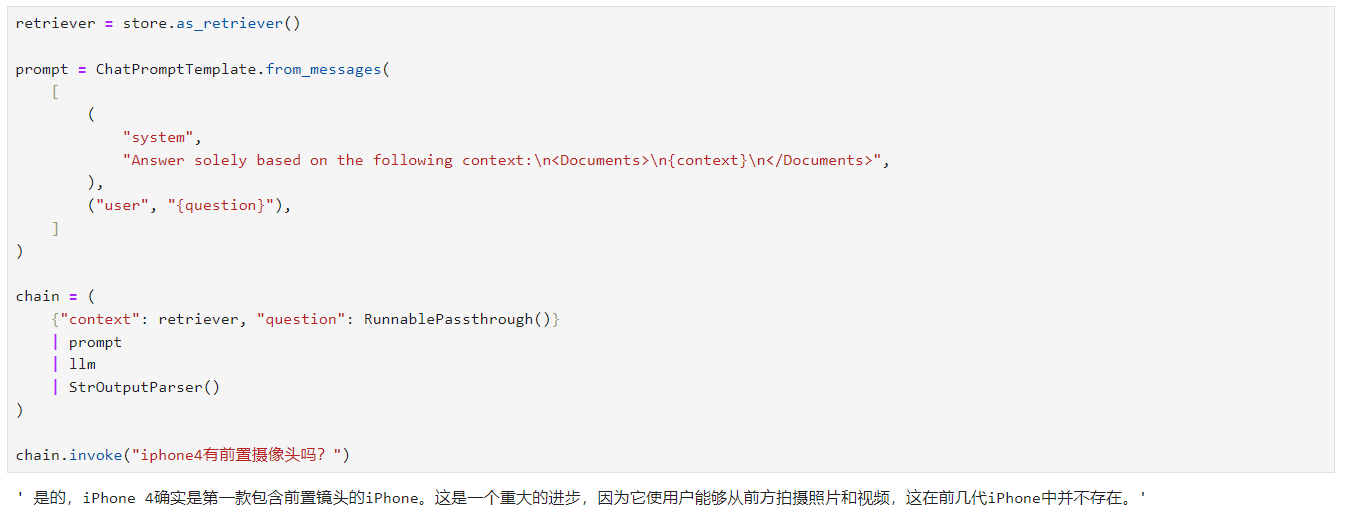 retriever = store.as_retriever()
prompt = ChatPromptTemplate.from_messages(
    [
        (
            "system",
            "Answer solely based on the following context:\n<Documents>\n{context}\n</Documents>",
        ),
        ("user", "{question}"),
    ]
)
chain = (
    {"context": retriever, "question": RunnablePassthrough()}
    | prompt
    | llm
    | StrOutputParser()
)
chain.invoke("iphone4有前置摄像头吗？")
' 是的，iPhone 4确实是第一款包含前置镜头的iPhone。这是一个重大的进步，因为它使用户能够从前方拍摄照片和视频，这在前几代iPhone中并不存在。'